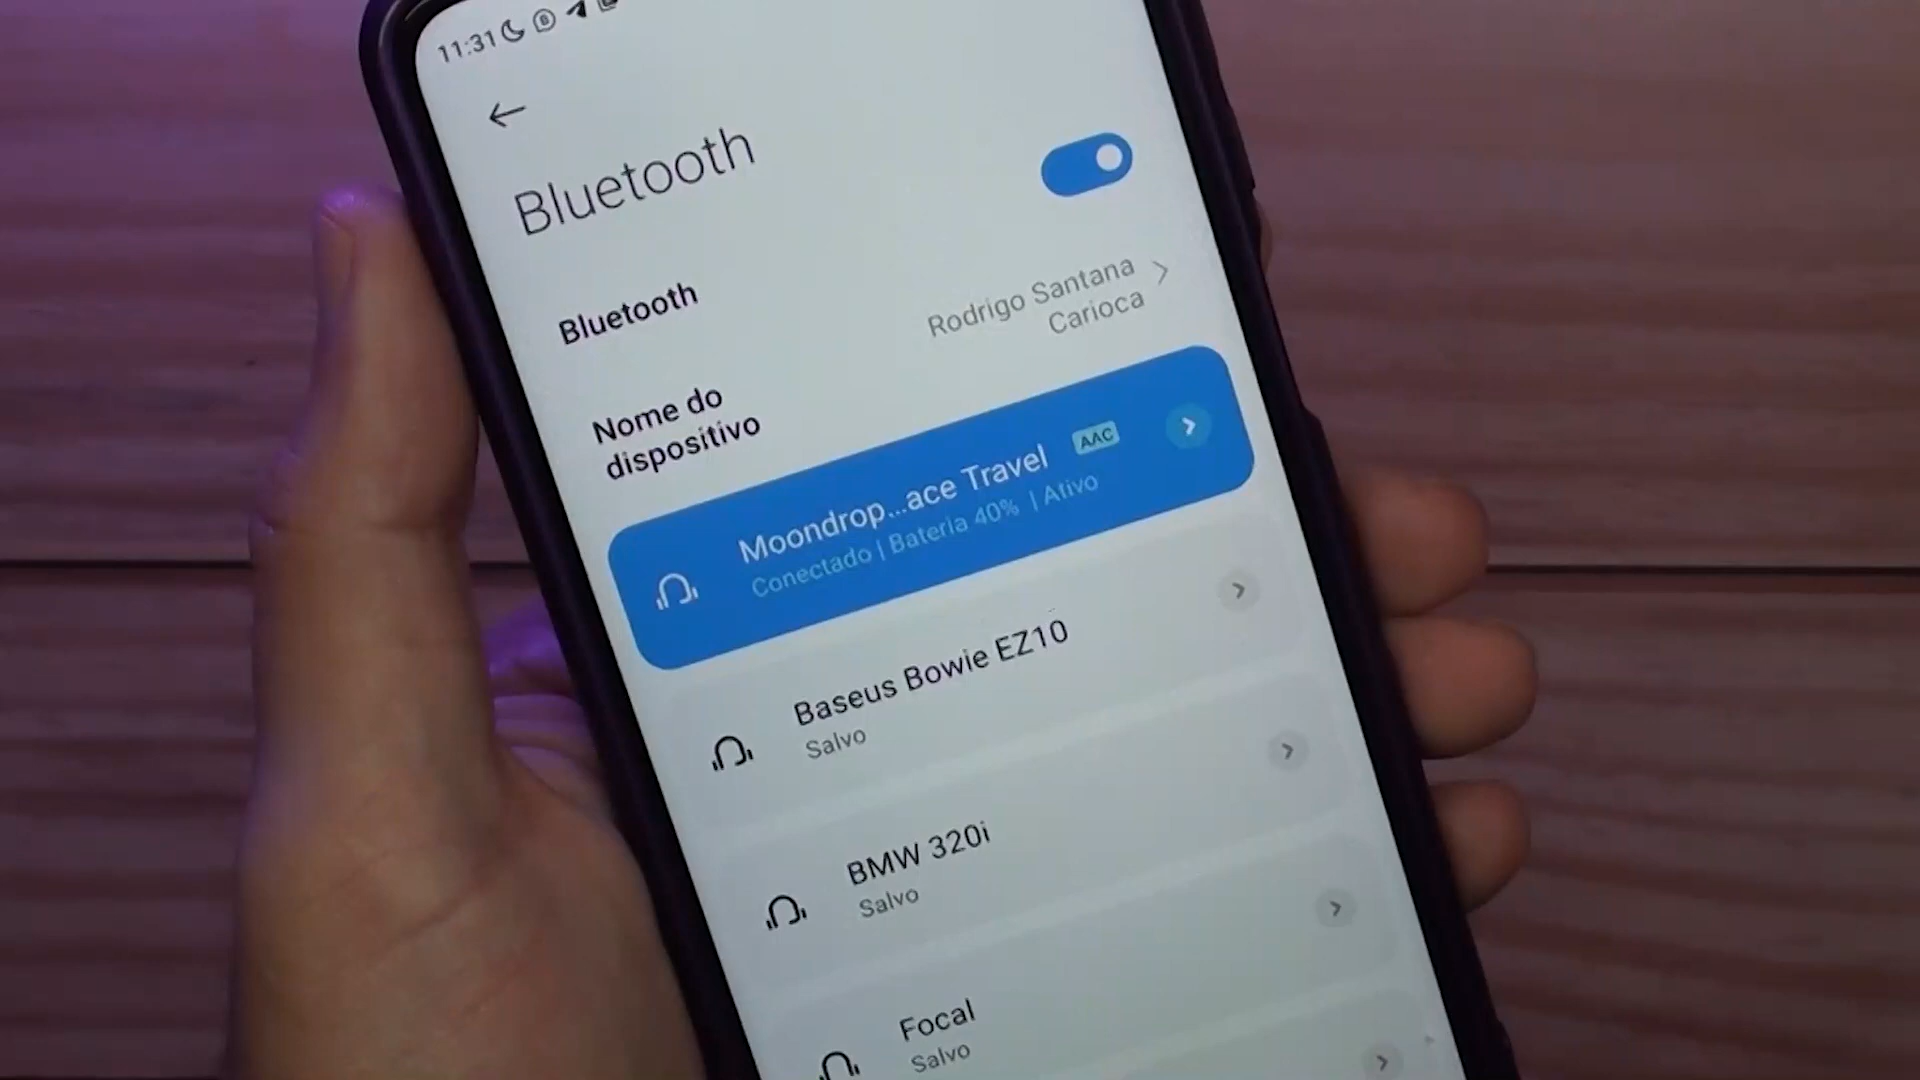 11:31
Bluetooth
Bluetooth
Rodrigo Santana
Carioca
Nome do
dispositivo
Moondrop...ace Travel AAC
Conectado | Bateria 40% | Ativo
Baseus Bowie EZ10
Salvo
BMW 320i
Salvo
Focal
Salvo